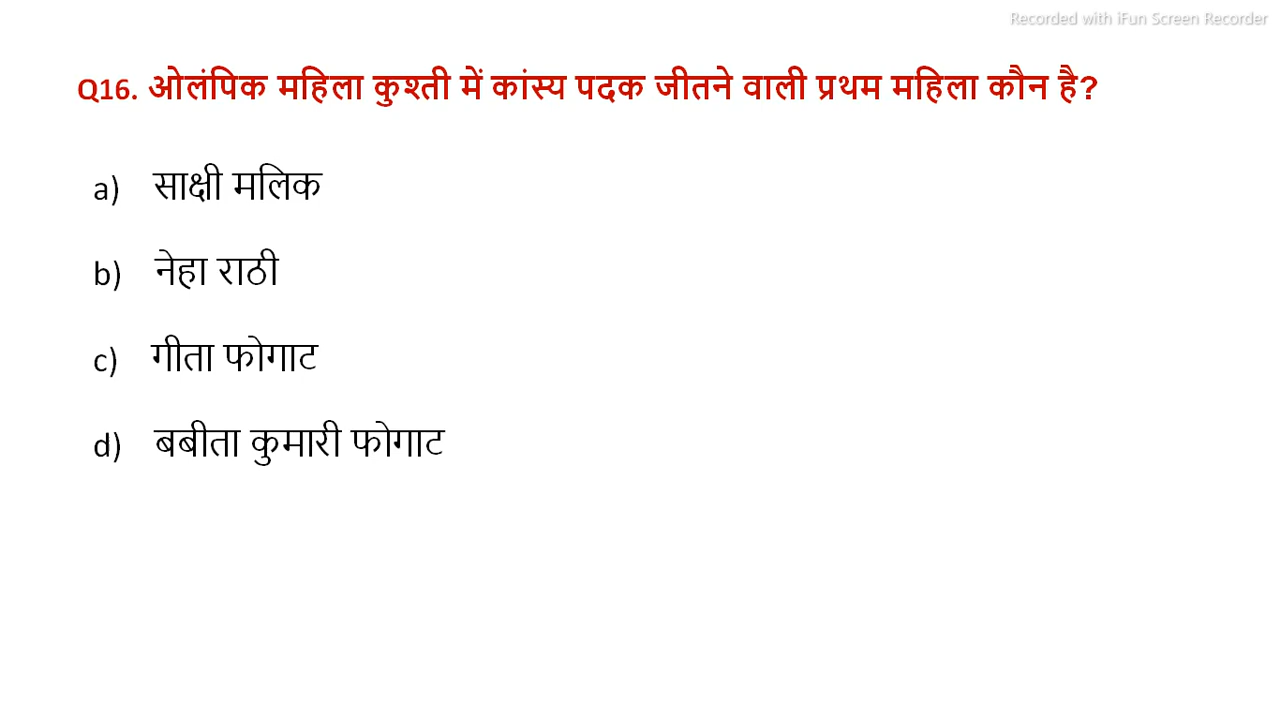 Recorded with iFun Screen Recorder
Q16. ओलंपिक महिला कुश्ती में कांस्य पदक जीतने वाली प्रथम महिला कौन है?
a) साक्षी मलिक
b) नेहा राठी
c) गीता फोगाट
d) बबीता कुमारी फोगाट